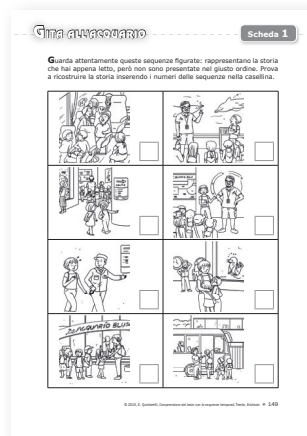 GITA ALL'ACQUARIO
Scheda 1
Guarda attentamente queste sequenze figurate: rappresentano la storia
che hai appena letto, però non sono presentate nel giusto ordine. Prova
a ricostruire la storia inserendo i numeri delle sequenze nella casellina.
ACQUARIO BLU
© 2010, E. Quintarelli, Comprensione del testo con le sequenze temporali, Trento, Erickson
149